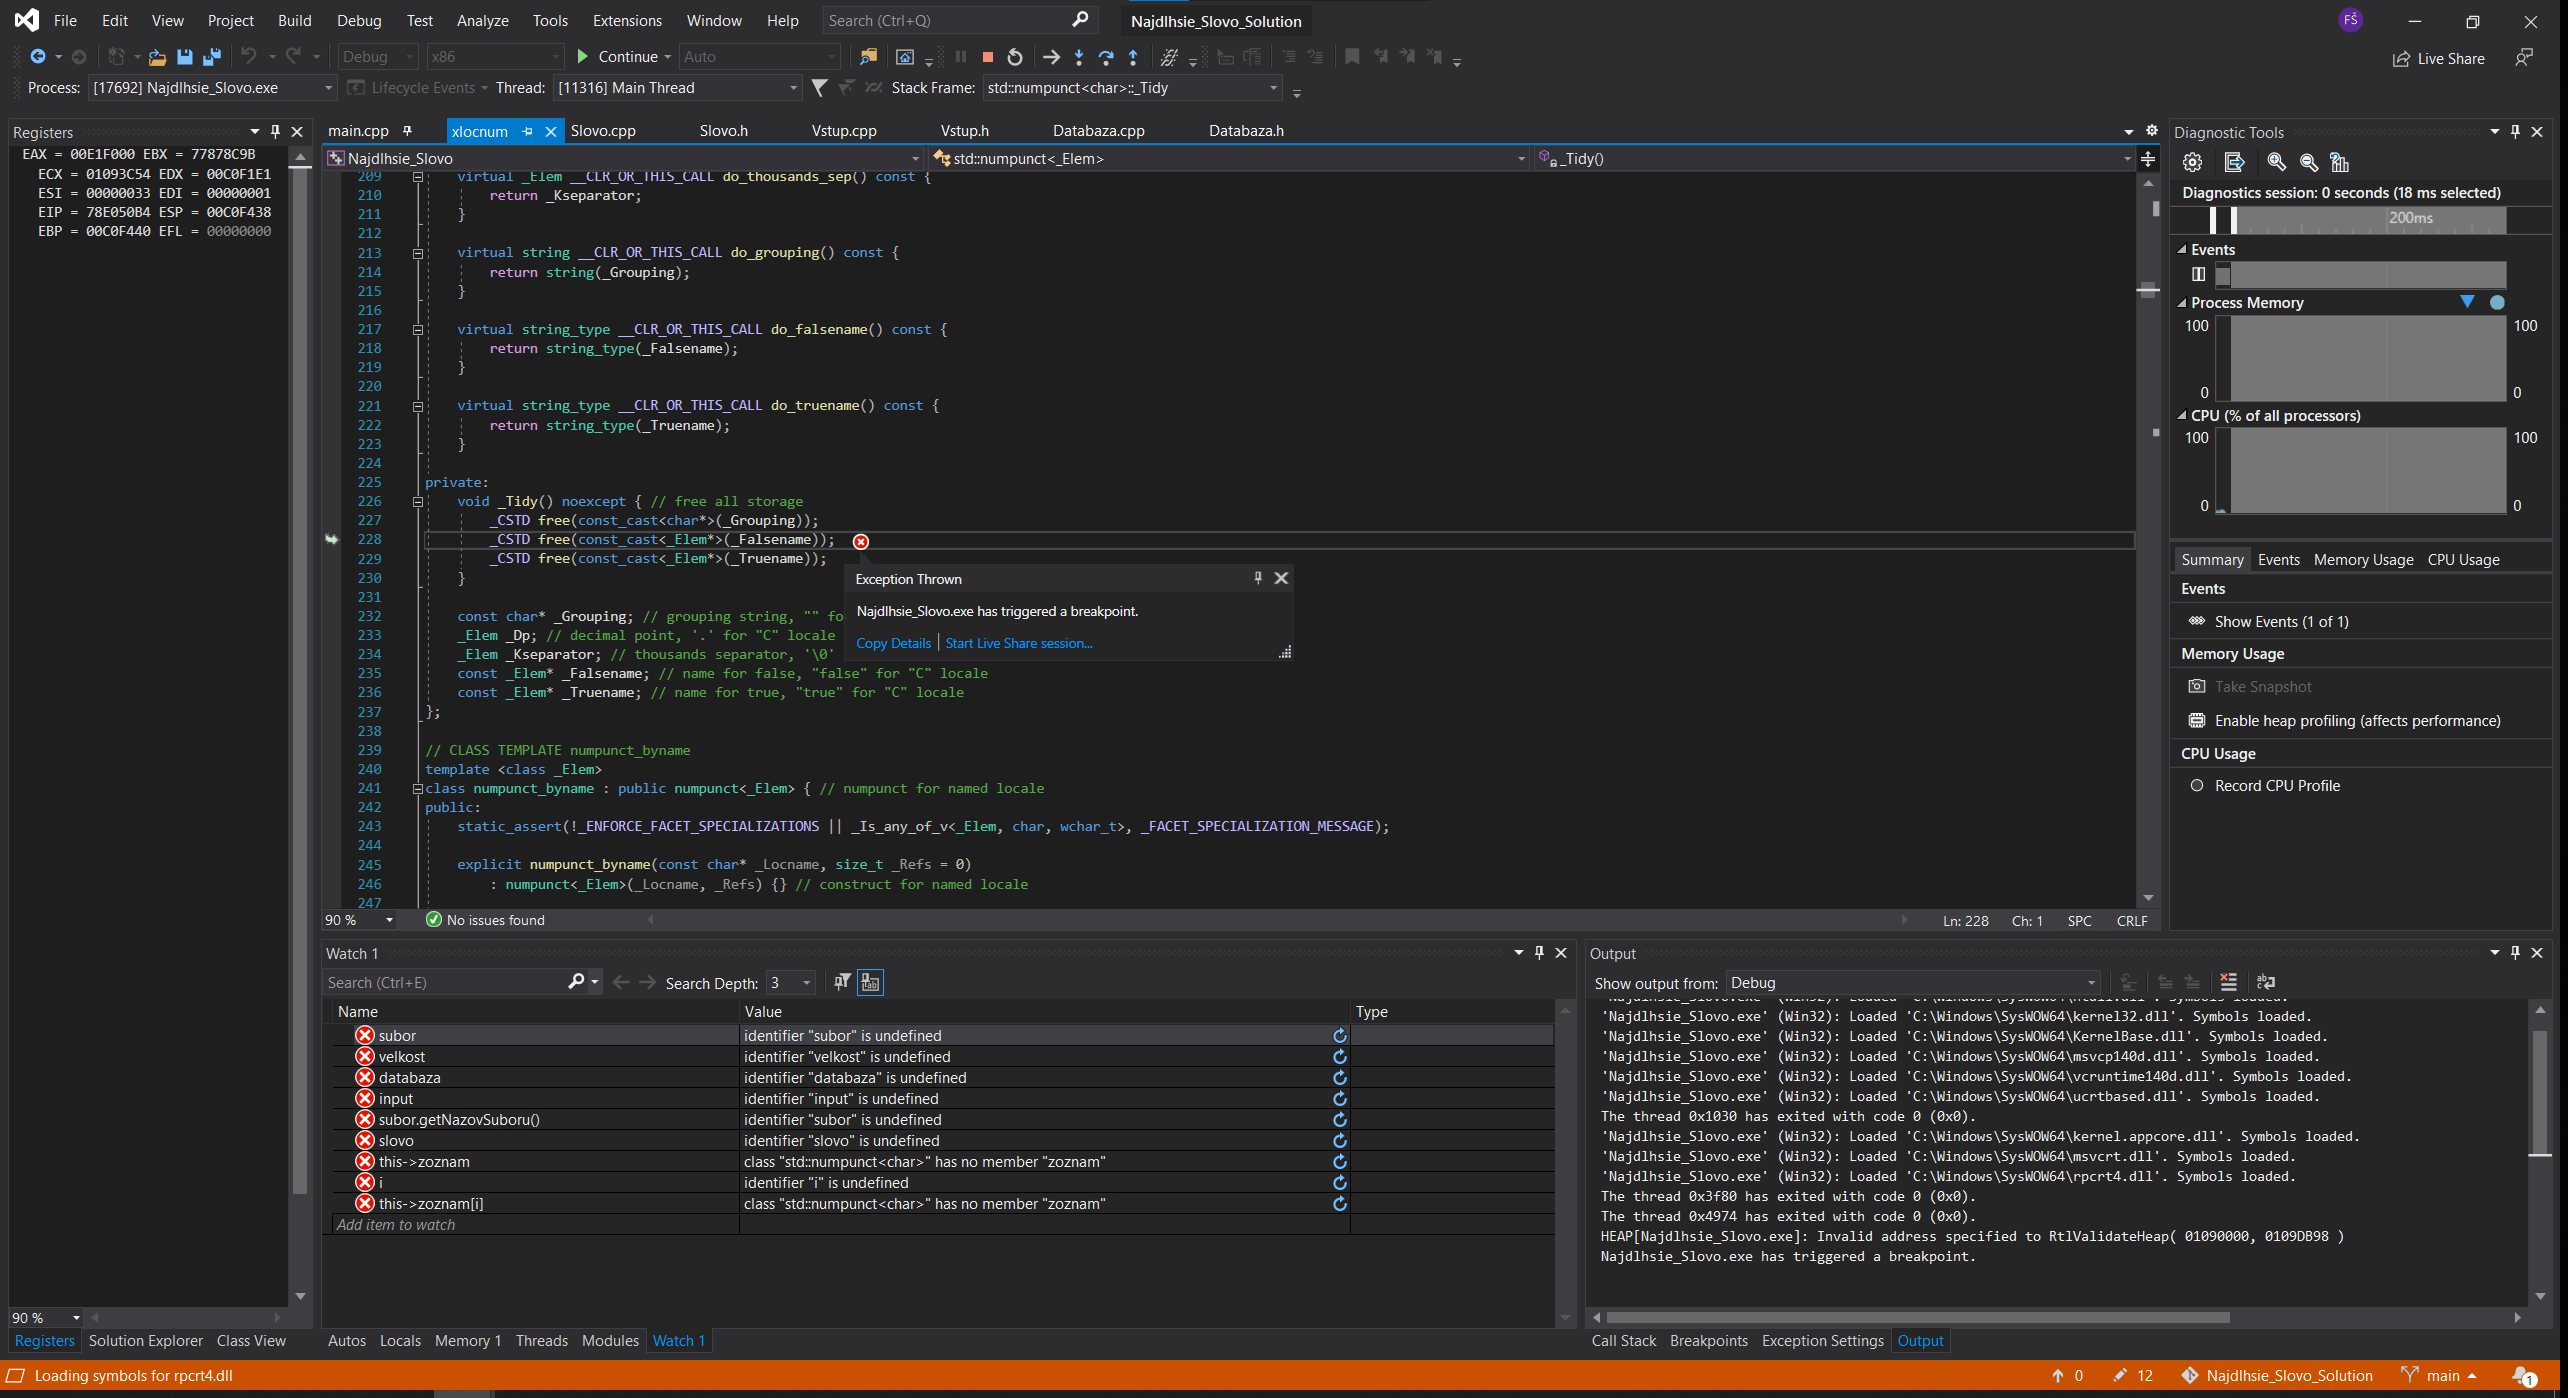 File Edit View Project Build Debug Test Analyze Tools Extensions Window Help Search (Ctrl+Q) Najdlhsie_Slovo_Solution FŠ
Debug x86 Continue Auto Live Share
Process: [17692] Najdlhsie_Slovo.exe Lifecycle Events Thread: [11316] Main Thread Stack Frame: std::numpunct<char>::_Tidy
Registers
EAX = 00E1F000 EBX = 77878C9B
ECX = 01093C54 EDX = 00C0F1E1
ESI = 00000033 EDI = 00000001
EIP = 78E050B4 ESP = 00C0F438
EBP = 00C0F440 EFL = 00000000
90 %
Registers Solution Explorer Class View
main.cpp xlocnum Slovo.cpp Slovo.h Vstup.cpp Vstup.h Databaza.cpp Databaza.h
Najdlhsie_Slovo std::numpunct<_Elem> _Tidy()
209 virtual _Elem __CLR_OR_THIS_CALL do_thousands_sep() const {
210 return _Kseparator;
211 }
212
213 virtual string __CLR_OR_THIS_CALL do_grouping() const {
214 return string(_Grouping);
215 }
216
217 virtual string_type __CLR_OR_THIS_CALL do_falsename() const {
218 return string_type(_Falsename);
219 }
220
221 virtual string_type __CLR_OR_THIS_CALL do_truename() const {
222 return string_type(_Truename);
223 }
224
225 private:
226 void _Tidy() noexcept { // free all storage
227 _CSTD free(const_cast<char*>(_Grouping));
228 _CSTD free(const_cast<_Elem*>(_Falsename));
229 _CSTD free(const_cast<_Elem*>(_Truename));
230 }
231
232 const char* _Grouping; // grouping string, "" fo
233 _Elem _Dp; // decimal point, '.' for "C" locale
234 _Elem _Kseparator; // thousands separator, '\0'
235 const _Elem* _Falsename; // name for false, "false" for "C" locale
236 const _Elem* _Truename; // name for true, "true" for "C" locale
237 };
238
239 // CLASS TEMPLATE numpunct_byname
240 template <class _Elem>
241 class numpunct_byname : public numpunct<_Elem> { // numpunct for named locale
242 public:
243 static_assert(!_ENFORCE_FACET_SPECIALIZATIONS || _Is_any_of_v<_Elem, char, wchar_t>, _FACET_SPECIALIZATION_MESSAGE);
244
245 explicit numpunct_byname(const char* _Locname, size_t _Refs = 0)
246 : numpunct<_Elem>(_Locname, _Refs) {} // construct for named locale
247
Exception Thrown
Najdlhsie_Slovo.exe has triggered a breakpoint.
Copy Details | Start Live Share session...
90 % No issues found Ln: 228 Ch: 1 SPC CRLF
Diagnostic Tools
Diagnostics session: 0 seconds (18 ms selected)
200ms
Events
Process Memory
100 100
0 0
CPU (% of all processors)
100 100
0 0
Summary Events Memory Usage CPU Usage
Events
Show Events (1 of 1)
Memory Usage
Take Snapshot
Enable heap profiling (affects performance)
CPU Usage
Record CPU Profile
Watch 1
Search (Ctrl+E) Search Depth: 3
Name Value Type
subor identifier "subor" is undefined
velkost identifier "velkost" is undefined
databaza identifier "databaza" is undefined
input identifier "input" is undefined
subor.getNazovSuboru() identifier "subor" is undefined
slovo identifier "slovo" is undefined
this->zoznam class "std::numpunct<char>" has no member "zoznam"
i identifier "i" is undefined
this->zoznam[i] class "std::numpunct<char>" has no member "zoznam"
Add item to watch
Autos Locals Memory 1 Threads Modules Watch 1
Output
Show output from: Debug
'Najdlhsie_Slovo.exe' (Win32): Loaded 'C:\Windows\SysWOW64\ntdll.dll'. Symbols loaded.
'Najdlhsie_Slovo.exe' (Win32): Loaded 'C:\Windows\SysWOW64\kernel32.dll'. Symbols loaded.
'Najdlhsie_Slovo.exe' (Win32): Loaded 'C:\Windows\SysWOW64\KernelBase.dll'. Symbols loaded.
'Najdlhsie_Slovo.exe' (Win32): Loaded 'C:\Windows\SysWOW64\msvcp140d.dll'. Symbols loaded.
'Najdlhsie_Slovo.exe' (Win32): Loaded 'C:\Windows\SysWOW64\vcruntime140d.dll'. Symbols loaded.
'Najdlhsie_Slovo.exe' (Win32): Loaded 'C:\Windows\SysWOW64\ucrtbased.dll'. Symbols loaded.
The thread 0x1030 has exited with code 0 (0x0).
'Najdlhsie_Slovo.exe' (Win32): Loaded 'C:\Windows\SysWOW64\kernel.appcore.dll'. Symbols loaded.
'Najdlhsie_Slovo.exe' (Win32): Loaded 'C:\Windows\SysWOW64\msvcrt.dll'. Symbols loaded.
'Najdlhsie_Slovo.exe' (Win32): Loaded 'C:\Windows\SysWOW64\rpcrt4.dll'. Symbols loaded.
The thread 0x3f80 has exited with code 0 (0x0).
The thread 0x4974 has exited with code 0 (0x0).
HEAP[Najdlhsie_Slovo.exe]: Invalid address specified to RtlValidateHeap( 01090000, 0109DB98 )
Najdlhsie_Slovo.exe has triggered a breakpoint.
Call Stack Breakpoints Exception Settings Output
Loading symbols for rpcrt4.dll 0 12 Najdlhsie_Slovo_Solution main 1